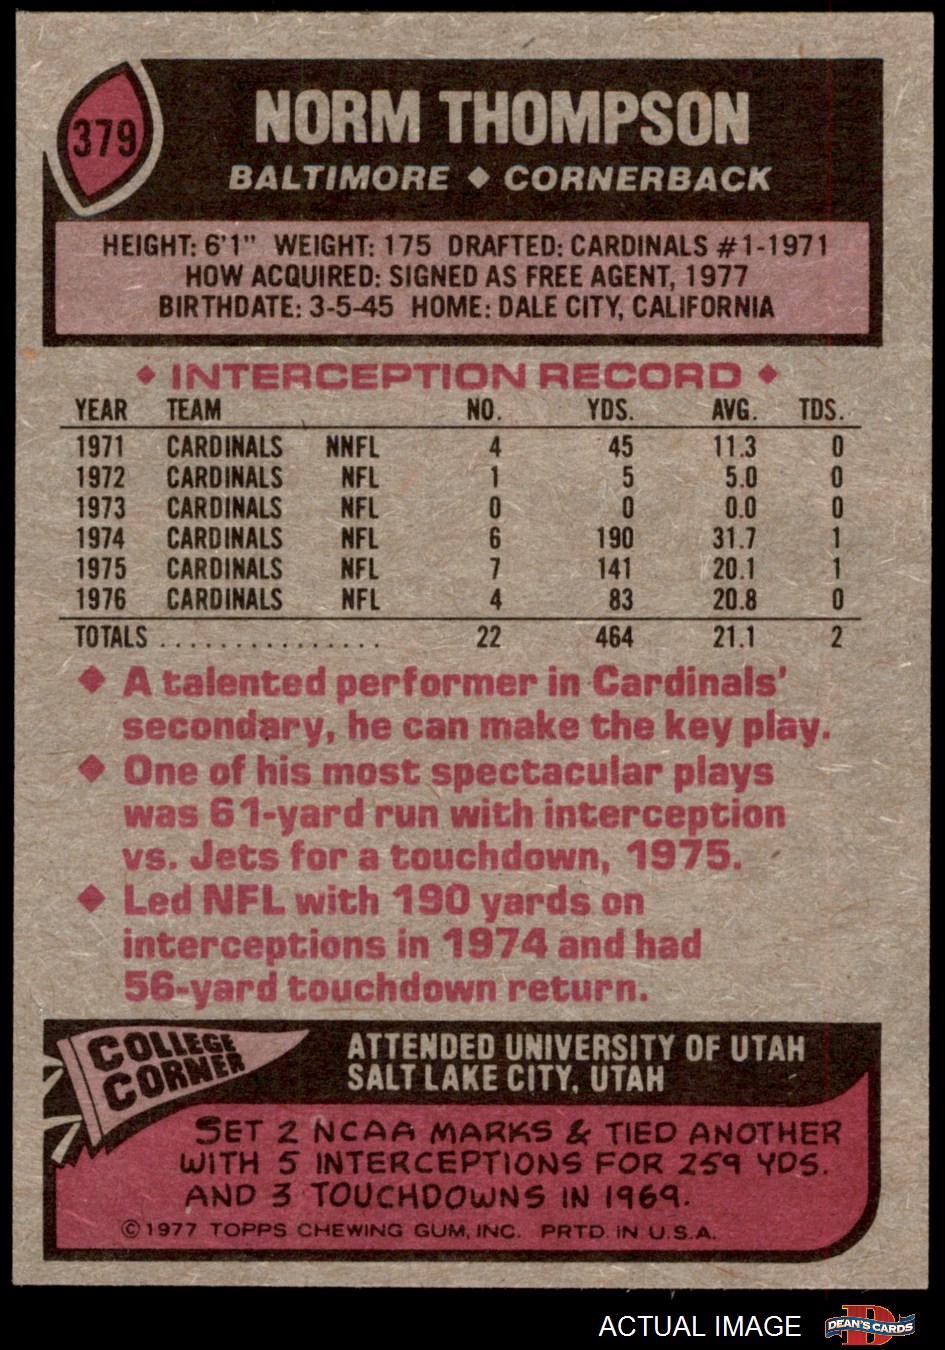 379
NORM THOMPSON
BALTIMORE ♦ CORNERBACK
HEIGHT: 6'1" WEIGHT: 175 DRAFTED: CARDINALS #1-1971
HOW ACQUIRED: SIGNED AS FREE AGENT, 1977
BIRTHDATE: 3-5-45 HOME: DALE CITY, CALIFORNIA
♦ INTERCEPTION RECORD ♦
YEAR TEAM NO. YDS. AVG. TDS.
1971 CARDINALS NNFL 4 45 11.3 0
1972 CARDINALS NFL 1 5 5.0 0
1973 CARDINALS NFL 0 0 0.0 0
1974 CARDINALS NFL 6 190 31.7 1
1975 CARDINALS NFL 7 141 20.1 1
1976 CARDINALS NFL 4 83 20.8 0
TOTALS . . . . . . . . . . . . . . . 22 464 21.1 2
♦ A talented performer in Cardinals'
secondary, he can make the key play.
♦ One of his most spectacular plays
was 61-yard run with interception
vs. Jets for a touchdown, 1975.
♦ Led NFL with 190 yards on
interceptions in 1974 and had
56-yard touchdown return.
COLLEGE
CORNER
ATTENDED UNIVERSITY OF UTAH
SALT LAKE CITY, UTAH
SET 2 NCAA MARKS & TIED ANOTHER
WITH 5 INTERCEPTIONS FOR 259 YDS.
AND 3 TOUCHDOWNS IN 1969.
©1977 TOPPS CHEWING GUM, INC. PRTD. IN U.S.A.
ACTUAL IMAGE
D
DEAN'S CARDS